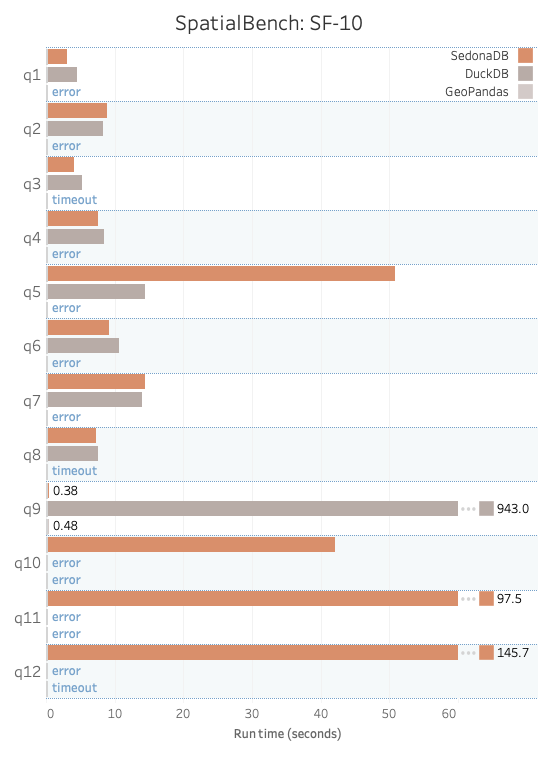 SpatialBench: SF-10
SedonaDB
DuckDB
GeoPandas
q1
error
q2
error
q3
timeout
q4
error
q5
error
q6
error
q7
error
q8
timeout
0.38
q9
943.0
0.48
q10
error
error
97.5
q11
error
error
145.7
q12
error
timeout
0 10 20 30 40 50 60
Run time (seconds)